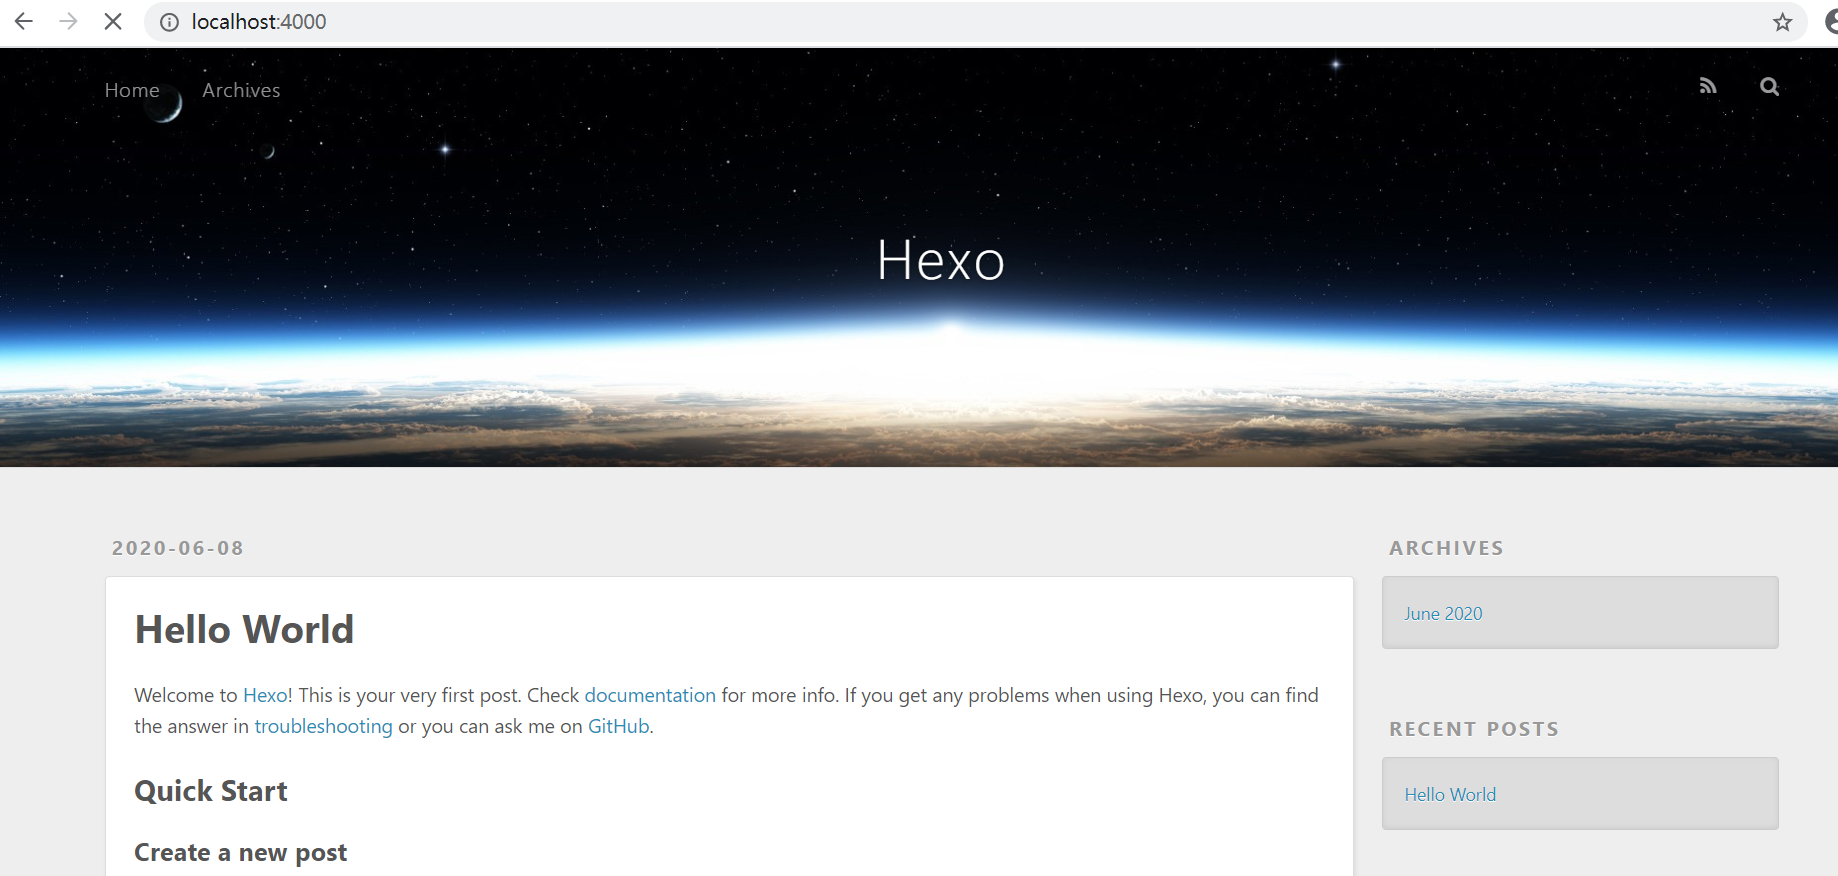 localhost:4000
Home Archives
Hexo
2020-06-08
Hello World
Welcome to Hexo! This is your very first post. Check documentation for more info. If you get any problems when using Hexo, you can find
the answer in troubleshooting or you can ask me on GitHub.
Quick Start
Create a new post
ARCHIVES
June 2020
RECENT POSTS
Hello World